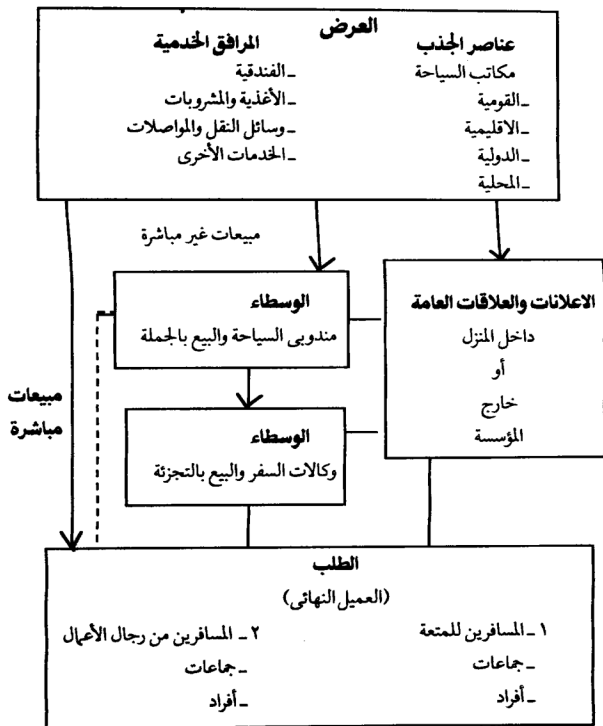 العرض
عناصر الجذب
مكاتب السياحة
ـ القومية
ـ الاقليمية
ـ الدولية
ـ المحلية
المرافق الخدمية
ـ الفندقية
ـ الأغذية والمشروبات
ـ وسائل النقل والمواصلات
ـ الخدمات الأخرى
مبيعات غير مباشرة
الاعلانات والعلاقات العامة
داخل المنزل
أو
خارج
المؤسسة
الوسطاء
مندوبى السياحة والبيع بالجملة
الوسطاء
وكالات السفر والبيع بالتجزئة
مبيعات
مباشرة
الطلب
(العميل النهائى)
١ ـ المسافرين للمتعة
ـ جماعات
ـ أفراد
٢ ـ المسافرين من رجال الأعمال
ـ جماعات
ـ أفراد